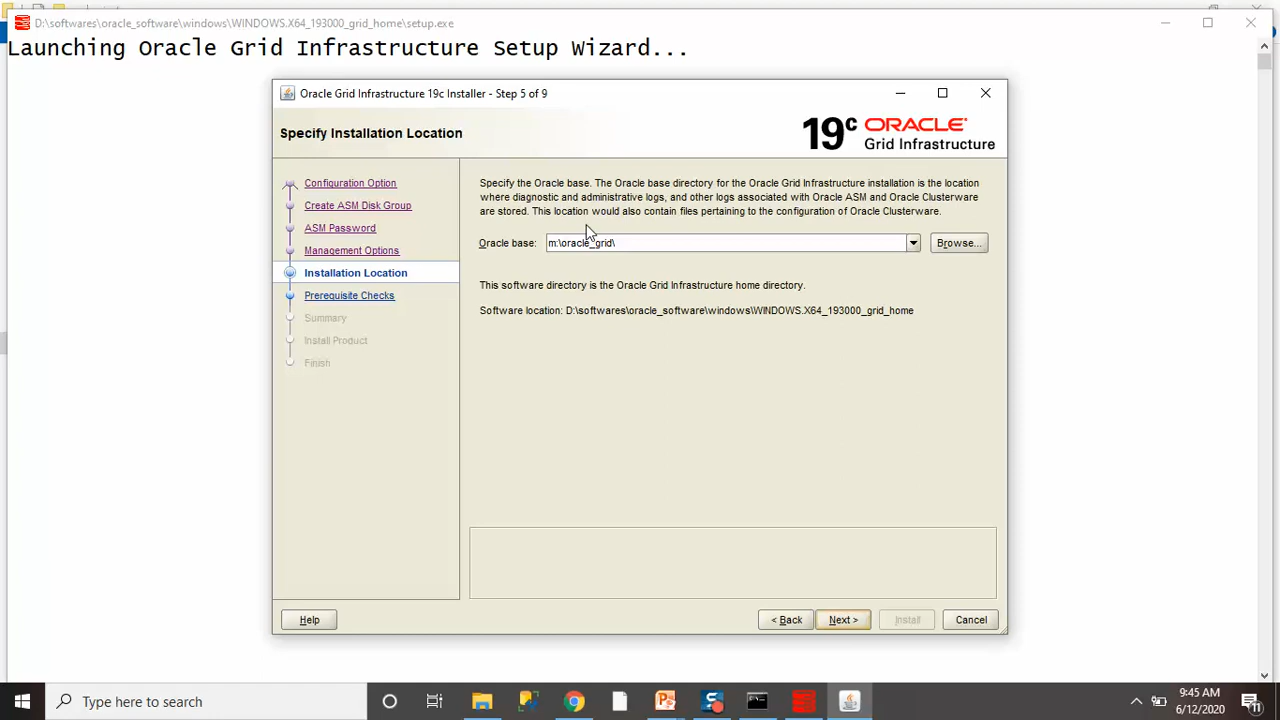 D:\softwares\oracle_software\windows\WINDOWS.X64_193000_grid_home\setup.exe
Launching Oracle Grid Infrastructure Setup Wizard...
Oracle Grid Infrastructure 19c Installer - Step 5 of 9
Specify Installation Location
19c ORACLE®
Grid Infrastructure
Configuration Option
Create ASM Disk Group
ASM Password
Management Options
Installation Location
Prerequisite Checks
Summary
Install Product
Finish
Specify the Oracle base. The Oracle base directory for the Oracle Grid Infrastructure installation is the location
where diagnostic and administrative logs, and other logs associated with Oracle ASM and Oracle Clusterware
are stored. This location would also contain files pertaining to the configuration of Oracle Clusterware.
Oracle base: m:\oracle_grid\ Browse...
This software directory is the Oracle Grid Infrastructure home directory.
Software location: D:\softwares\oracle_software\windows\WINDOWS.X64_193000_grid_home
Help < Back Next > Install Cancel
Type here to search
9:45 AM
6/12/2020
11